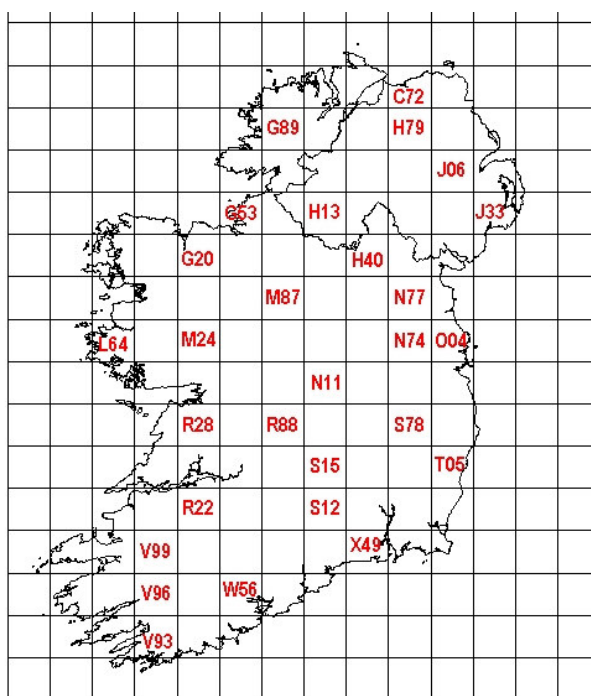 C72
G89 H79
J06
G53 H13 J33
G20 H40
M87 N77
L64 M24 N74 O04
N11
R28 R88 S78
S15 T05
R22 S12
V99 X49
V96 W56
V93